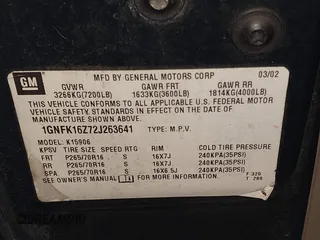 GM
MFD BY GENERAL MOTORS CORP 03/02
GVWR GAWR FRT GAWR RR
3266KG(7200LB) 1633KG(3600LB) 1814KG(4000LB)
THIS VEHICLE CONFORMS TO ALL APPLICABLE U.S. FEDERAL MOTOR
VEHICLE SAFETY STANDARDS IN EFFECT ON THE DATE OF
MANUFACTURE SHOWN ABOVE.
1GNFK16Z72J263641 TYPE: M.P.V.
MODEL: K15906
KPSV TIRE SIZE SPEED RTG RIM COLD TIRE PRESSURE
FRT P265/70R16 S 16X7J 240KPA(35PSI)
RR P265/70R16 S 16X7J 240KPA(35PSI)
SPA P265/70R16 S 16X6.5J 240KPA(35PSI)
SEE OWNER'S MANUAL FOR ADDITIONAL INFORMATION.